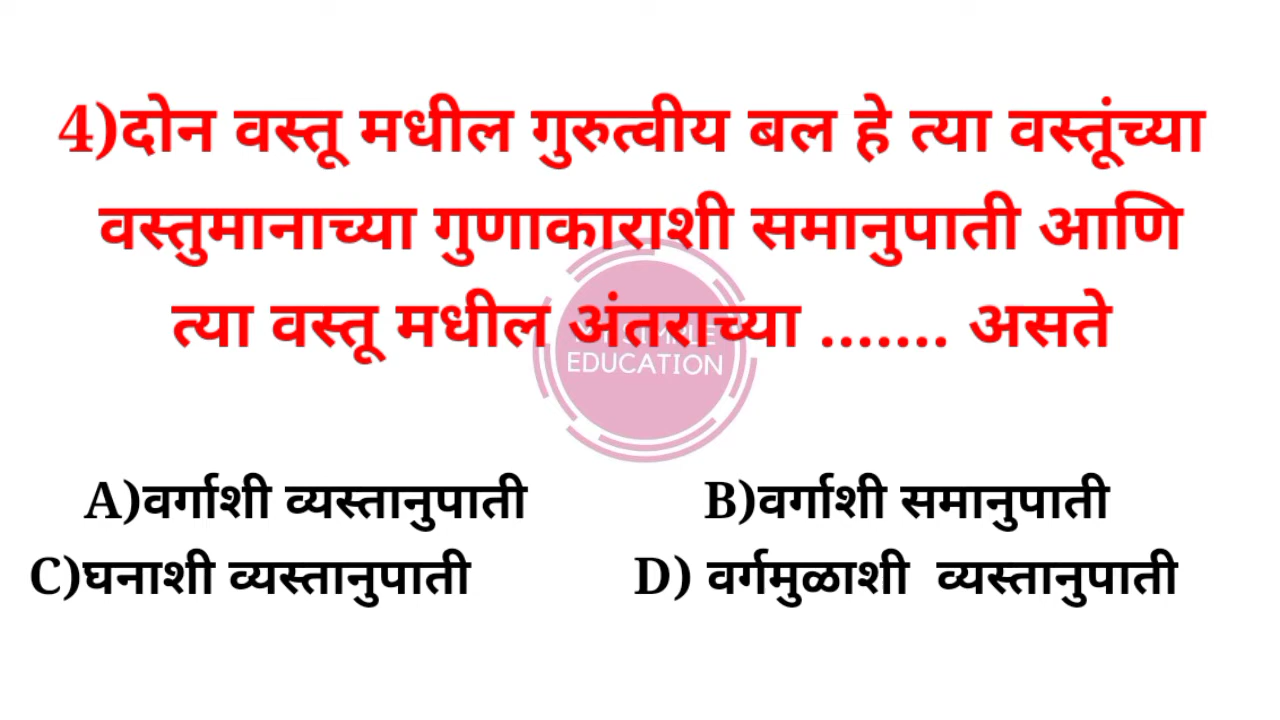 4)दोन वस्तू मधील गुरुत्वीय बल हे त्या वस्तूंच्या
वस्तुमानाच्या गुणाकाराशी समानुपाती आणि
त्या वस्तू मधील अंतराच्या ....... असते
EDUCATION
A)वर्गाशी व्यस्तानुपाती B)वर्गाशी समानुपाती
C)घनाशी व्यस्तानुपाती D) वर्गमुळाशी व्यस्तानुपाती